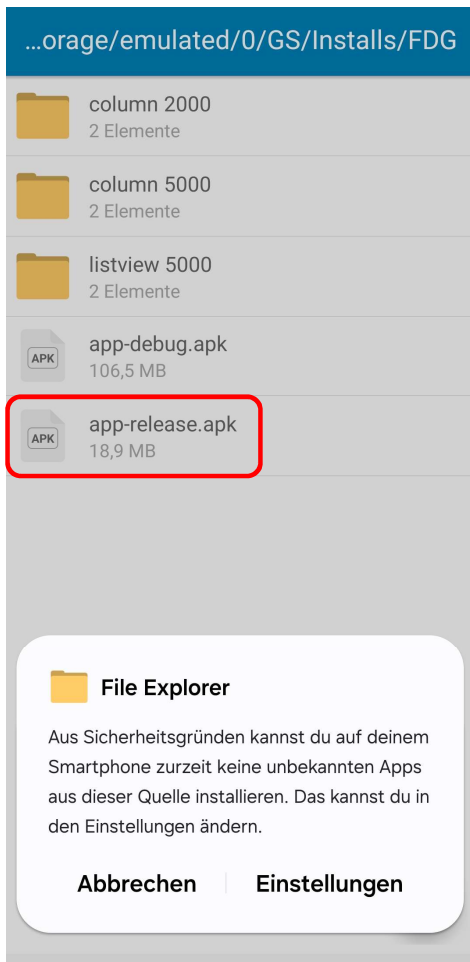 ...orage/emulated/0/GS/Installs/FDG
column 2000
2 Elemente
column 5000
2 Elemente
listview 5000
2 Elemente
APK
app-debug.apk
106,5 MB
APK
app-release.apk
18,9 MB
File Explorer
Aus Sicherheitsgründen kannst du auf deinem
Smartphone zurzeit keine unbekannten Apps
aus dieser Quelle installieren. Das kannst du in
den Einstellungen ändern.
Abbrechen
Einstellungen